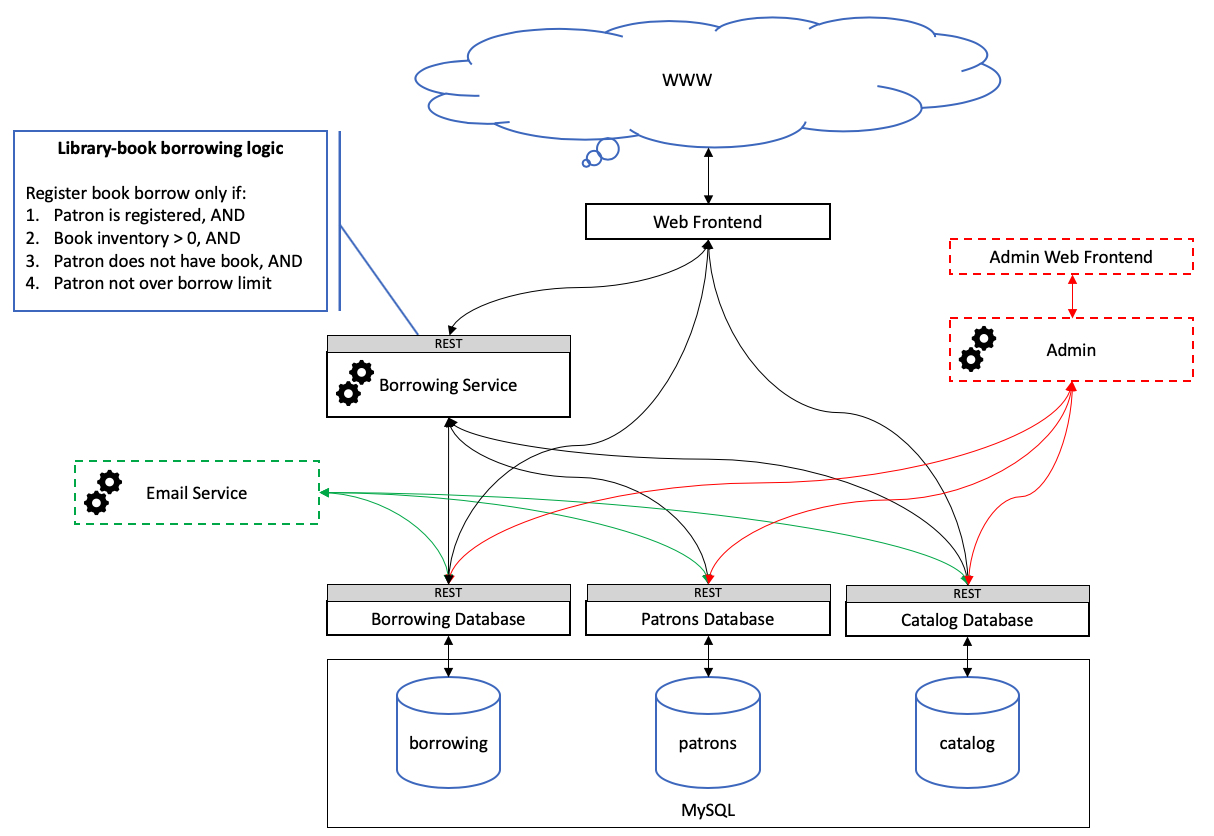 WWW
Library-book borrowing logic
Register book borrow only if:
1. Patron is registered, AND
2. Book inventory > 0, AND
3. Patron does not have book, AND
4. Patron not over borrow limit
Web Frontend
Admin Web Frontend
REST
Borrowing Service
Admin
Email Service
REST
Borrowing Database
REST
Patrons Database
REST
Catalog Database
borrowing
patrons
catalog
MySQL